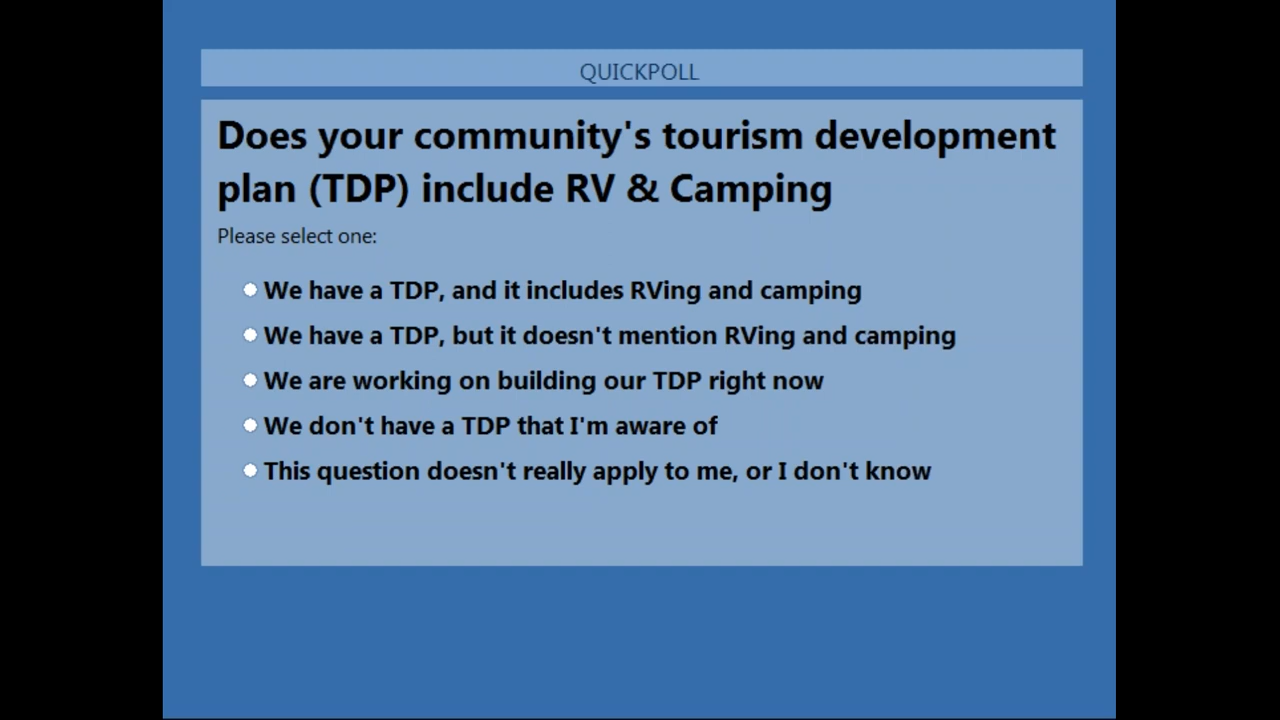 QUICKPOLL
Does your community's tourism development
plan (TDP) include RV & Camping
Please select one:
We have a TDP, and it includes RVing and camping
We have a TDP, but it doesn't mention RVing and camping
We are working on building our TDP right now
We don't have a TDP that I'm aware of
This question doesn't really apply to me, or I don't know